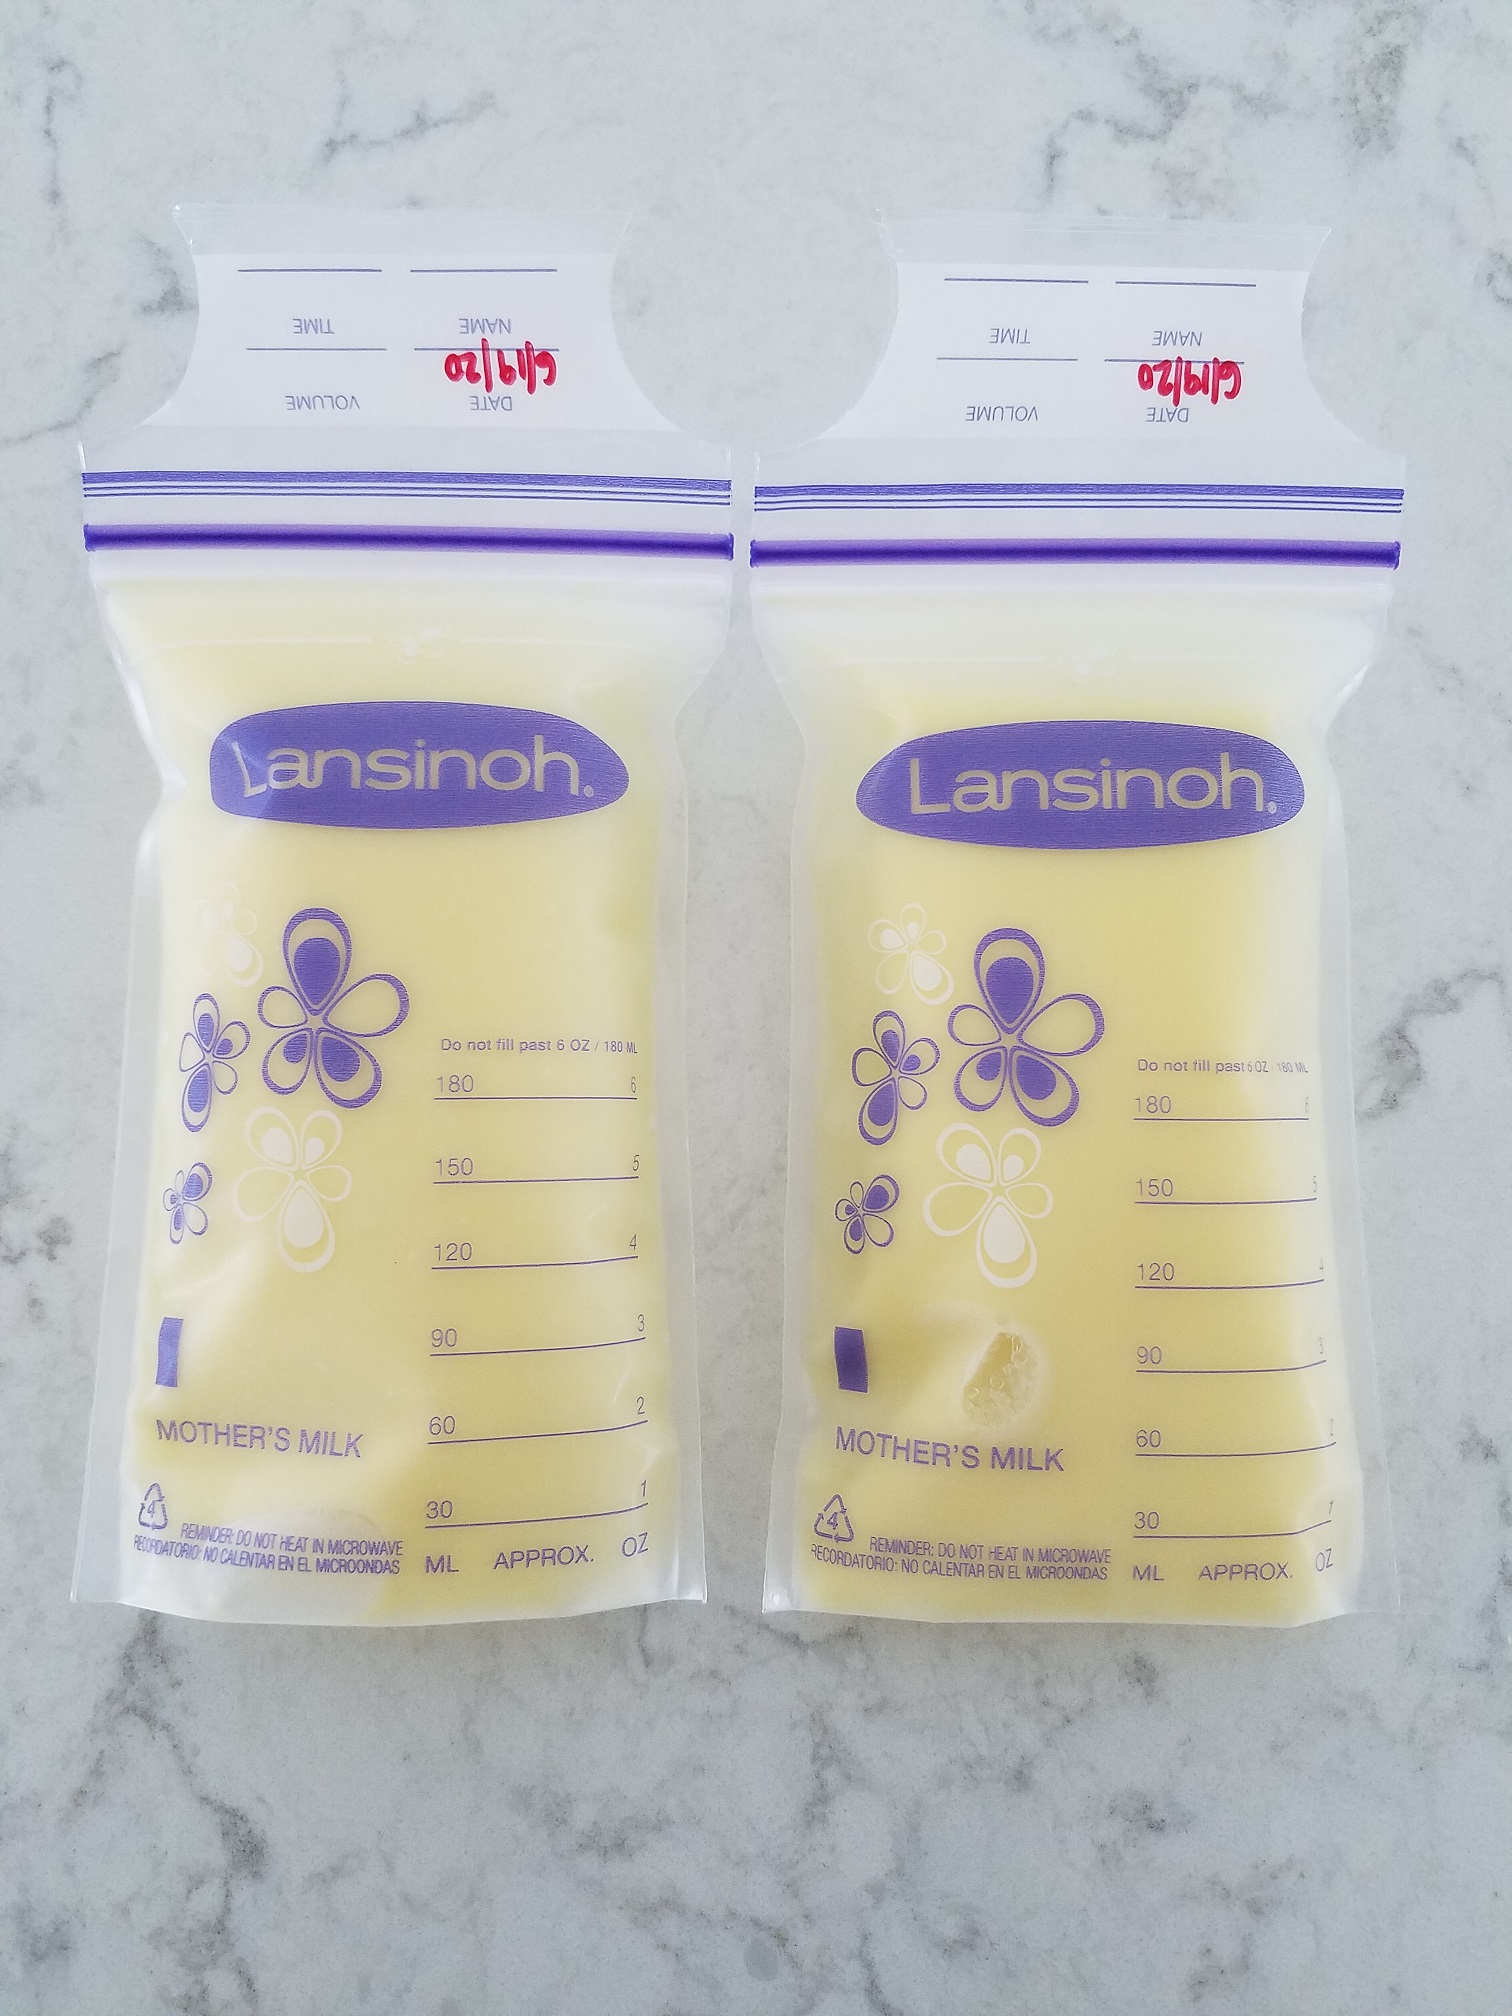 TIME NAME
VOLUME DATE 6/19/20
Lansinoh®
Do not fill past 6 OZ / 180 ML
180 6
150 5
120 4
90 3
60 2
30 1
ML APPROX. OZ
MOTHER'S MILK
4
REMINDER: DO NOT HEAT IN MICROWAVE
RECORDATORIO: NO CALENTAR EN EL MICROONDAS
TIME NAME
VOLUME DATE 6/19/20
Lansinoh®
Do not fill past 6 OZ / 180 ML
180 6
150 5
120 4
90 3
60 2
30 1
ML APPROX. OZ
MOTHER'S MILK
4
REMINDER: DO NOT HEAT IN MICROWAVE
RECORDATORIO: NO CALENTAR EN EL MICROONDAS